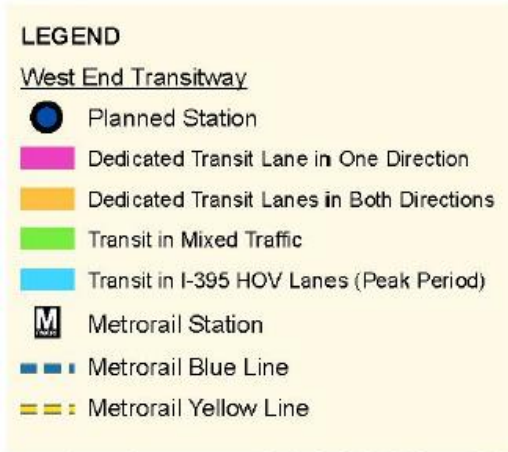 LEGEND
West End Transitway
Planned Station
Dedicated Transit Lane in One Direction
Dedicated Transit Lanes in Both Directions
Transit in Mixed Traffic
Transit in I-395 HOV Lanes (Peak Period)
M
Metrorail Station
Metrorail Blue Line
Metrorail Yellow Line